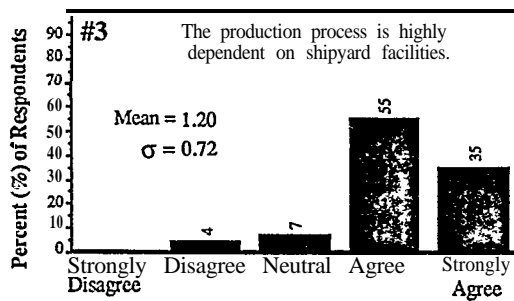 #3
The production process is highly
dependent on shipyard facilities.
Mean = 1.20
σ = 0.72
Percent (%) of Respondents
90
80
70
60
50
40
30
20
10
0
4
7
55
35
Strongly
Disagree
Disagree
Neutral
Agree
Strongly
Agree